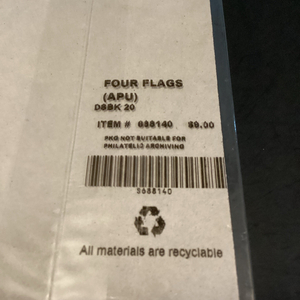 FOUR FLAGS
(APU)
DSBK 20
ITEM # 688140 $9.00
PKG NOT SUITABLE FOR
PHILATELIC ARCHIVING
5688140
All materials are recyclable